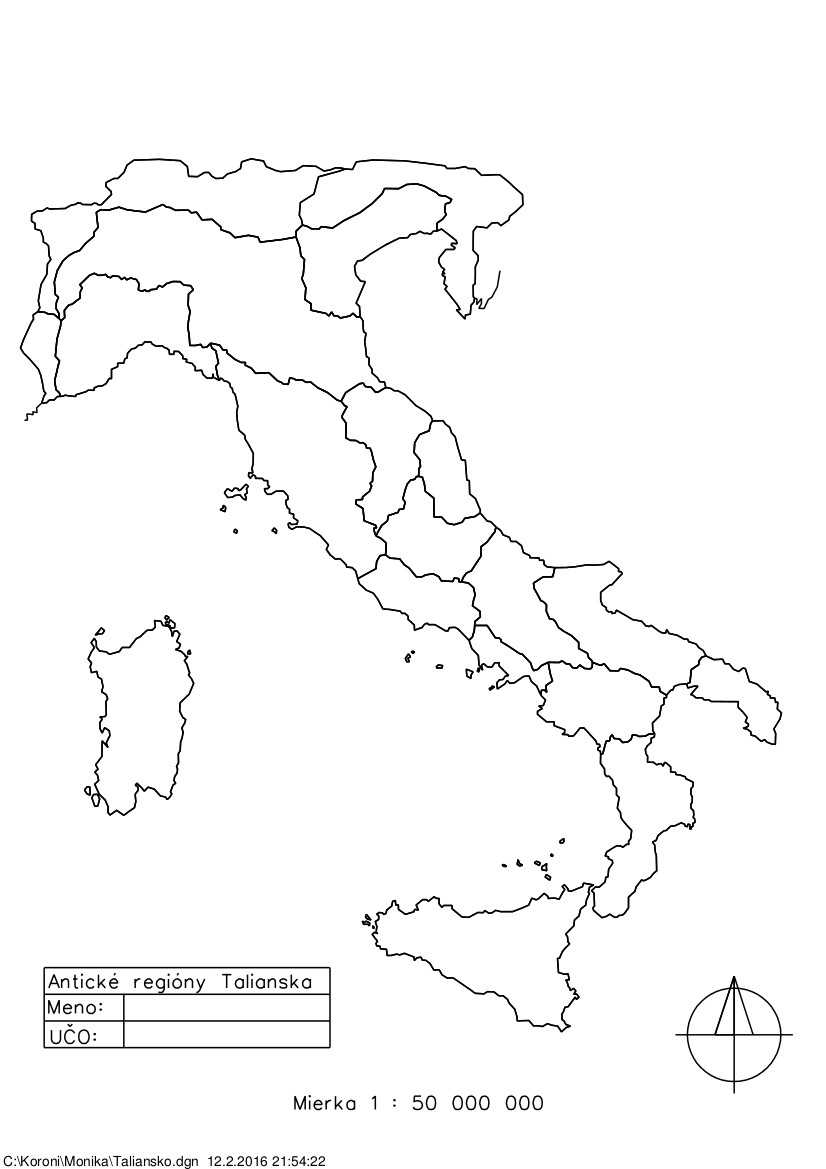 Antické regióny Talianska
Meno:
UČO:
Mierka 1 : 50 000 000
C:\Koroni\Monika\Taliansko.dgn 12.2.2016 21:54:22